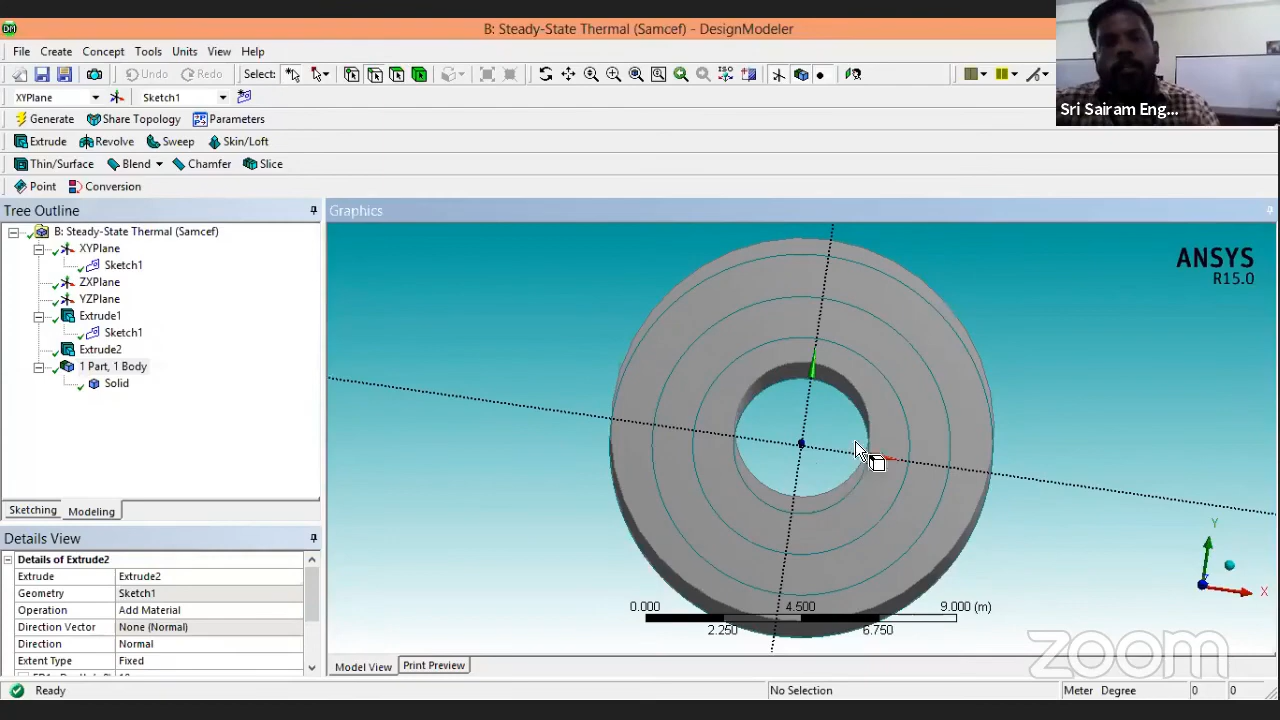 B: Steady-State Thermal (Samcef) - DesignModeler
File Create Concept Tools Units View Help
Undo Redo Select:
XYPlane Sketch1
Generate Share Topology Parameters
Extrude Revolve Sweep Skin/Loft
Thin/Surface Blend Chamfer Slice
Point Conversion
Sri Sairam Eng...
Tree Outline
B: Steady-State Thermal (Samcef)
XYPlane
Sketch1
ZXPlane
YZPlane
Extrude1
Sketch1
Extrude2
1 Part, 1 Body
Solid
Sketching Modeling
Details View
Details of Extrude2
Extrude Extrude2
Geometry Sketch1
Operation Add Material
Direction Vector None (Normal)
Direction Normal
Extent Type Fixed
Graphics
ANSYS
R15.0
0.000 4.500 9.000 (m)
2.250 6.750
Y
X
zoom
Model View Print Preview
Ready No Selection Meter Degree 0 0